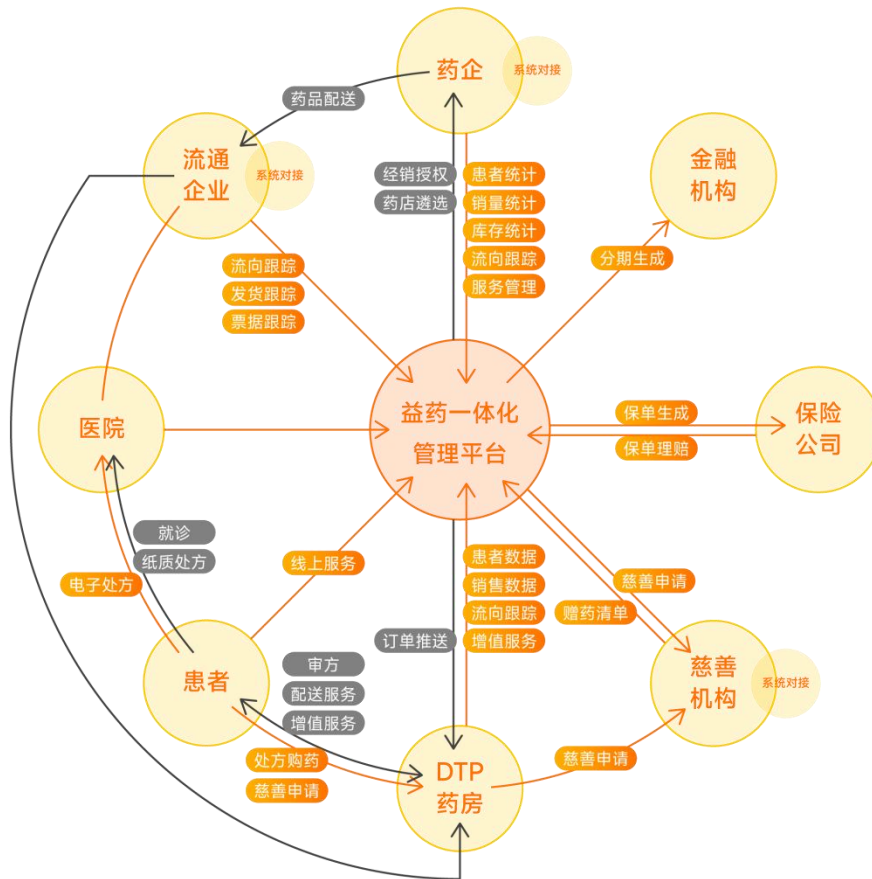 药企
系统对接
药品配送
流通
企业
系统对接
金融
机构
经销授权
药店遴选
患者统计
销量统计
库存统计
流向跟踪
服务管理
分期生成
流向跟踪
发货跟踪
票据跟踪
医院
益药一体化
管理平台
保单生成
保单理赔
保险
公司
就诊
纸质处方
电子处方
线上服务
患者数据
销售数据
流向跟踪
增值服务
订单推送
慈善申请
赠药清单
患者
审方
配送服务
增值服务
慈善
机构
系统对接
处方购药
慈善申请
DTP
药房
慈善申请